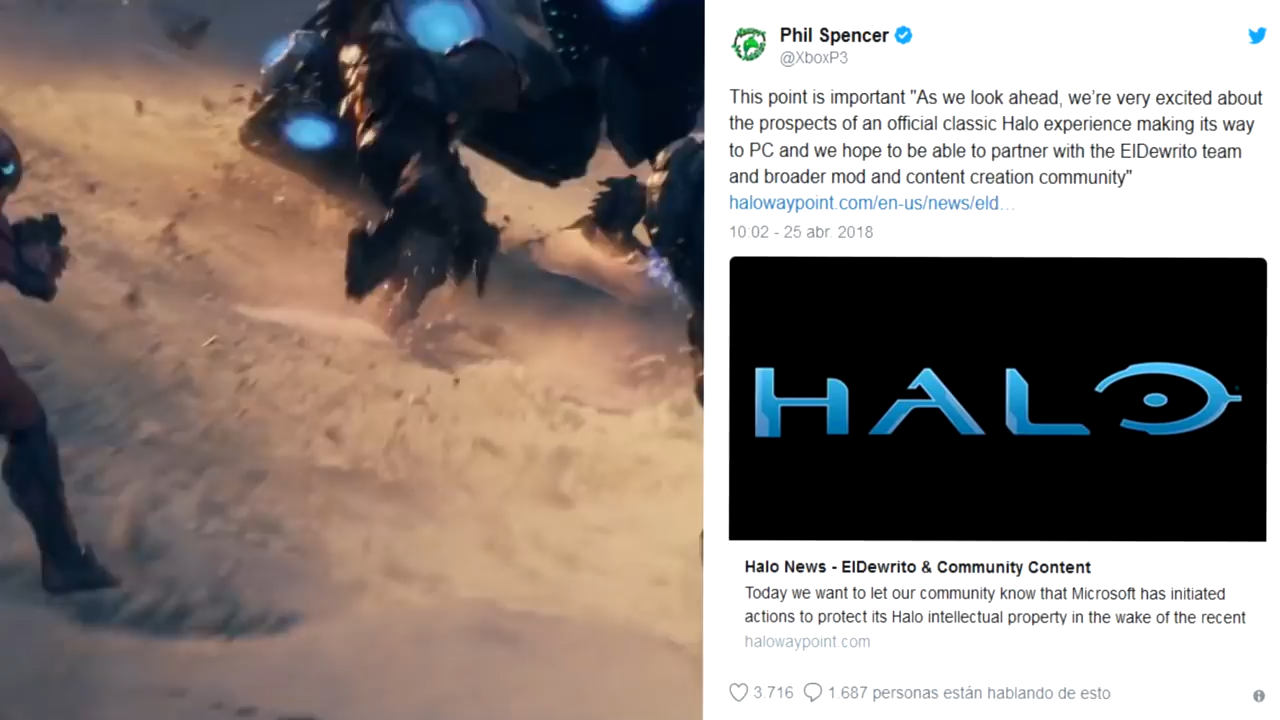 Phil Spencer
@XboxP3
This point is important "As we look ahead, we're very excited about
the prospects of an official classic Halo experience making its way
to PC and we hope to be able to partner with the ElDewrito team
and broader mod and content creation community"
halowaypoint.com/en-us/news/eld…
10:02 - 25 abr. 2018
HALO
Halo News - ElDewrito & Community Content
Today we want to let our community know that Microsoft has initiated
actions to protect its Halo intellectual property in the wake of the recent
halowaypoint.com
3.716 1.687 personas están hablando de esto